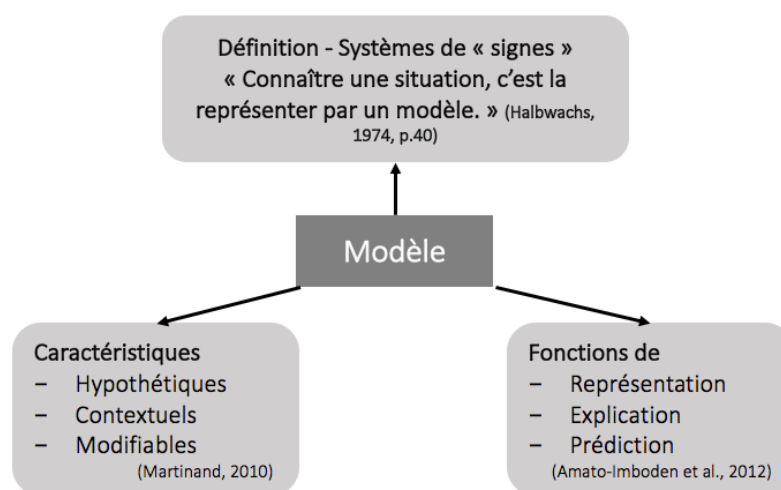 Définition - Systèmes de « signes »
« Connaître une situation, c’est la
représenter par un modèle. » (Halbwachs,
1974, p.40)
Modèle
Caractéristiques
– Hypothétiques
– Contextuels
– Modifiables
(Martinand, 2010)
Fonctions de
– Représentation
– Explication
– Prédiction
(Amato-Imboden et al., 2012)